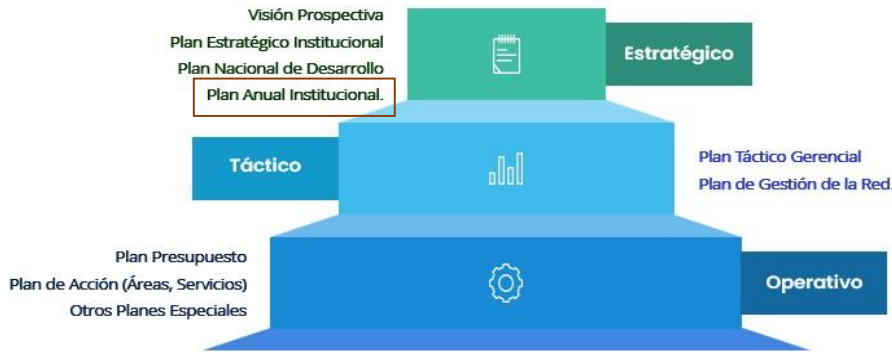 Visión Prospectiva
Plan Estratégico Institucional
Plan Nacional de Desarrollo
Plan Anual Institucional.
Estratégico
Táctico
Plan Táctico Gerencial
Plan de Gestión de la Red.
Plan Presupuesto
Plan de Acción (Áreas, Servicios)
Otros Planes Especiales
Operativo